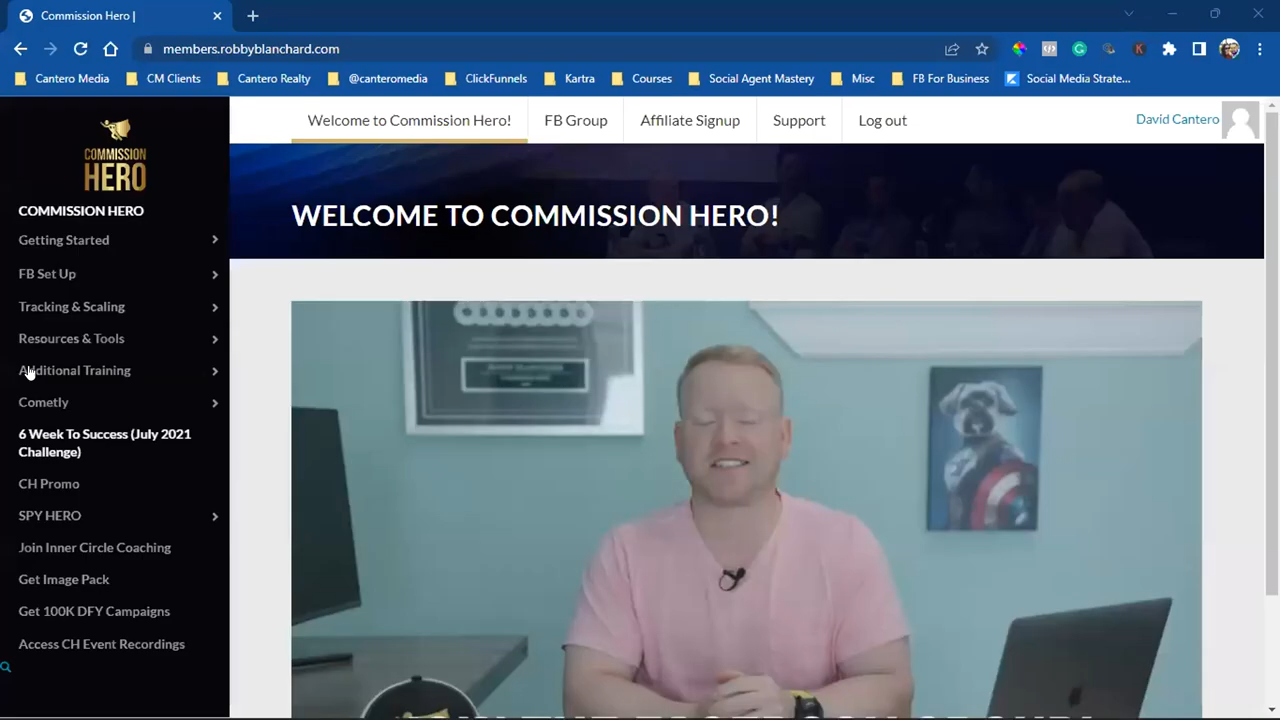 Commission Hero |
members.robbyblanchard.com
Cantero Media
CM Clients
Cantero Realty
@canteromedia
ClickFunnels
Kartra
Courses
Social Agent Mastery
Misc
FB For Business
Social Media Strate...
COMMISSION
HERO
COMMISSION HERO
Getting Started
FB Set Up
Tracking & Scaling
Resources & Tools
Additional Training
Cometly
6 Week To Success (July 2021
Challenge)
CH Promo
SPY HERO
Join Inner Circle Coaching
Get Image Pack
Get 100K DFY Campaigns
Access CH Event Recordings
Welcome to Commission Hero!
FB Group
Affiliate Signup
Support
Log out
David Cantero
WELCOME TO COMMISSION HERO!